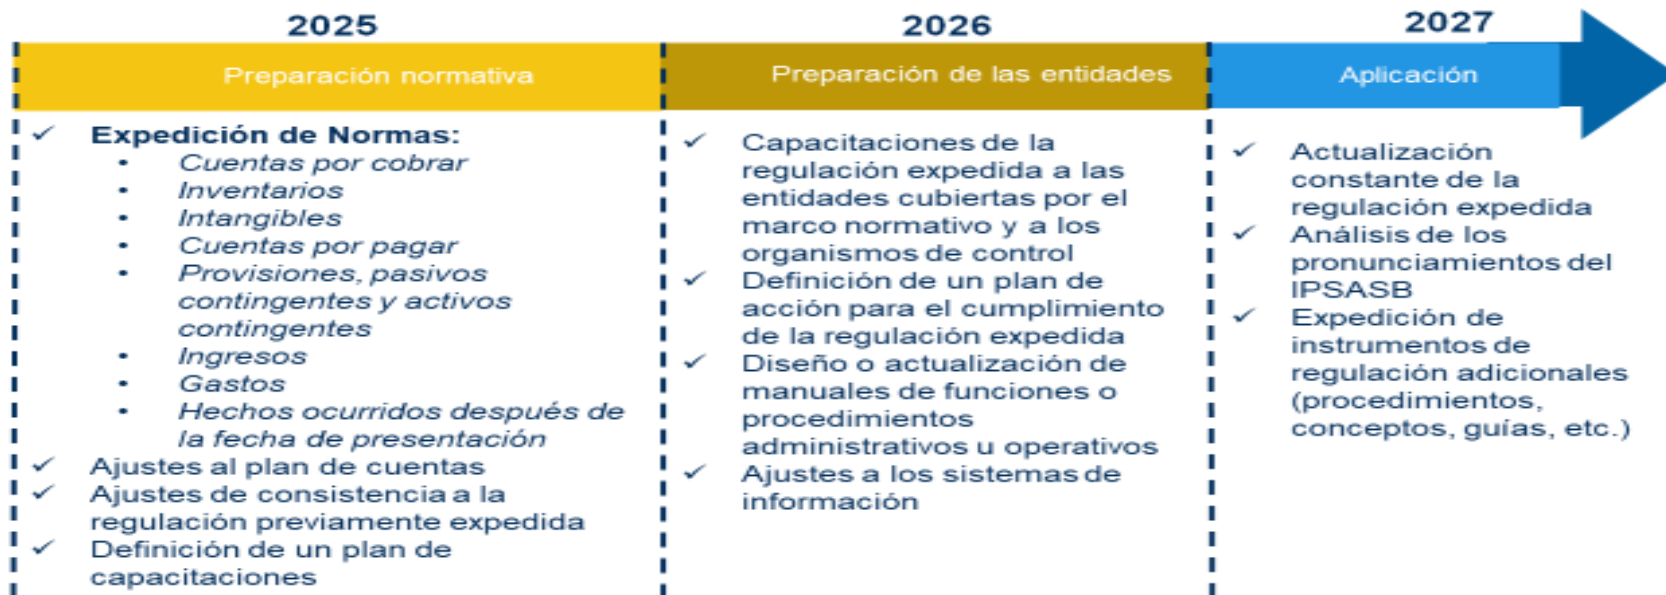 2025
Preparación normativa
✓ Expedición de Normas:
• Cuentas por cobrar
• Inventarios
• Intangibles
• Cuentas por pagar
• Provisiones, pasivos
contingentes y activos
contingentes
• Ingresos
• Gastos
• Hechos ocurridos después de
la fecha de presentación
✓ Ajustes al plan de cuentas
✓ Ajustes de consistencia a la
regulación previamente expedida
✓ Definición de un plan de
capacitaciones
2026
Preparación de las entidades
✓ Capacitaciones de la
regulación expedida a las
entidades cubiertas por el
marco normativo y a los
organismos de control
✓ Definición de un plan de
acción para el cumplimiento
de la regulación expedida
✓ Diseño o actualización de
manuales de funciones o
procedimientos
administrativos u operativos
✓ Ajustes a los sistemas de
información
2027
Aplicación
✓ Actualización
constante de la
regulación expedida
✓ Análisis de los
pronunciamientos del
IPSASB
✓ Expedición de
instrumentos de
regulación adicionales
(procedimientos,
conceptos, guías, etc.)